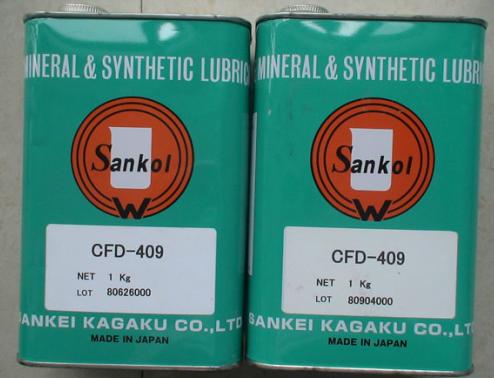 MINERAL & SYNTHETIC LUBRIC
Sankol
W
CFD-409
NET 1 Kg
LOT 80626000
SANKEI KAGAKU CO.,LTD
MADE IN JAPAN
MINERAL & SYNTHETIC LUBRI
Sankol
W
CFD-409
NET 1 Kg
LOT 80904000
SANKEI KAGAKU CO.,LTD
MADE IN JAPAN